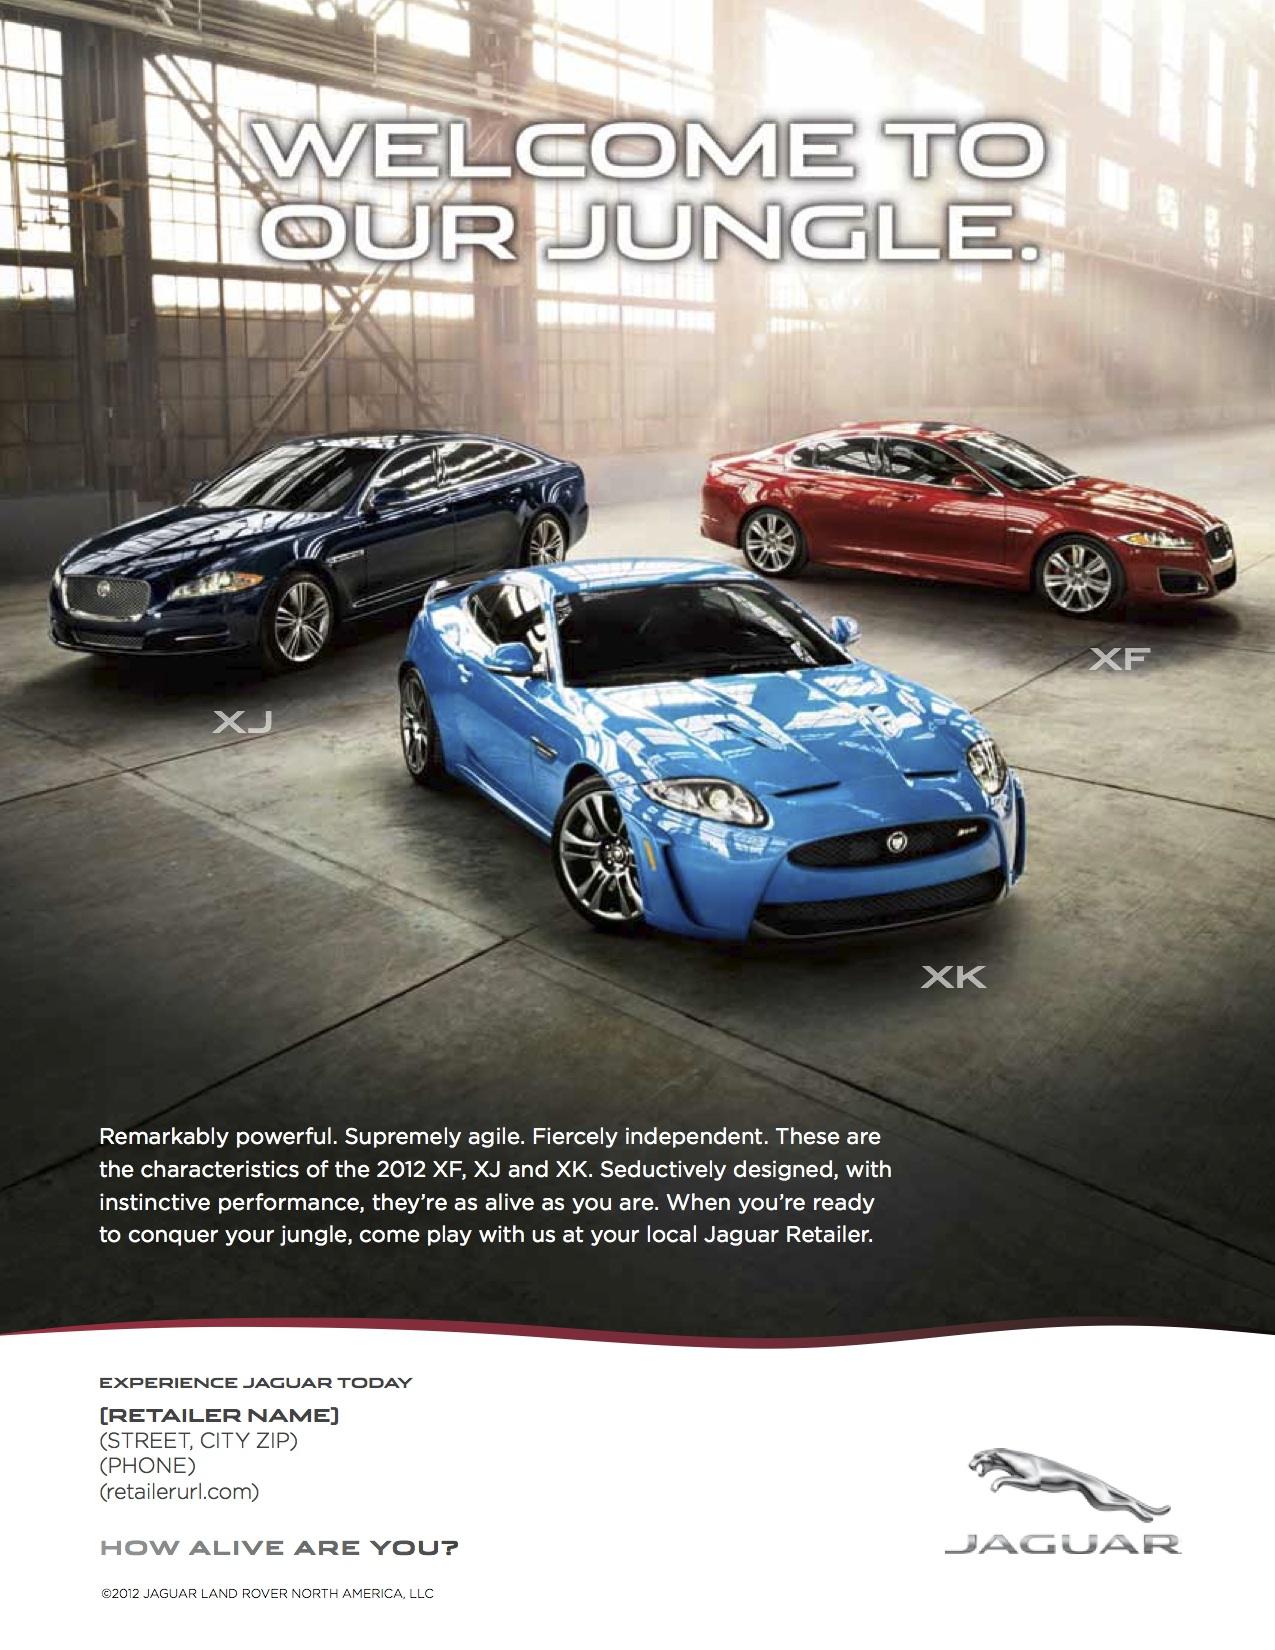 WELCOME TO
OUR JUNGLE.
XF
XJ
XK
Remarkably powerful. Supremely agile. Fiercely independent. These are
the characteristics of the 2012 XF, XJ and XK. Seductively designed, with
instinctive performance, they're as alive as you are. When you're ready
to conquer your jungle, come play with us at your local Jaguar Retailer.
EXPERIENCE JAGUAR TODAY
[RETAILER NAME]
(STREET, CITY ZIP)
(PHONE)
(retailerurl.com)
HOW ALIVE ARE YOU?
JAGUAR
©2012 JAGUAR LAND ROVER NORTH AMERICA, LLC